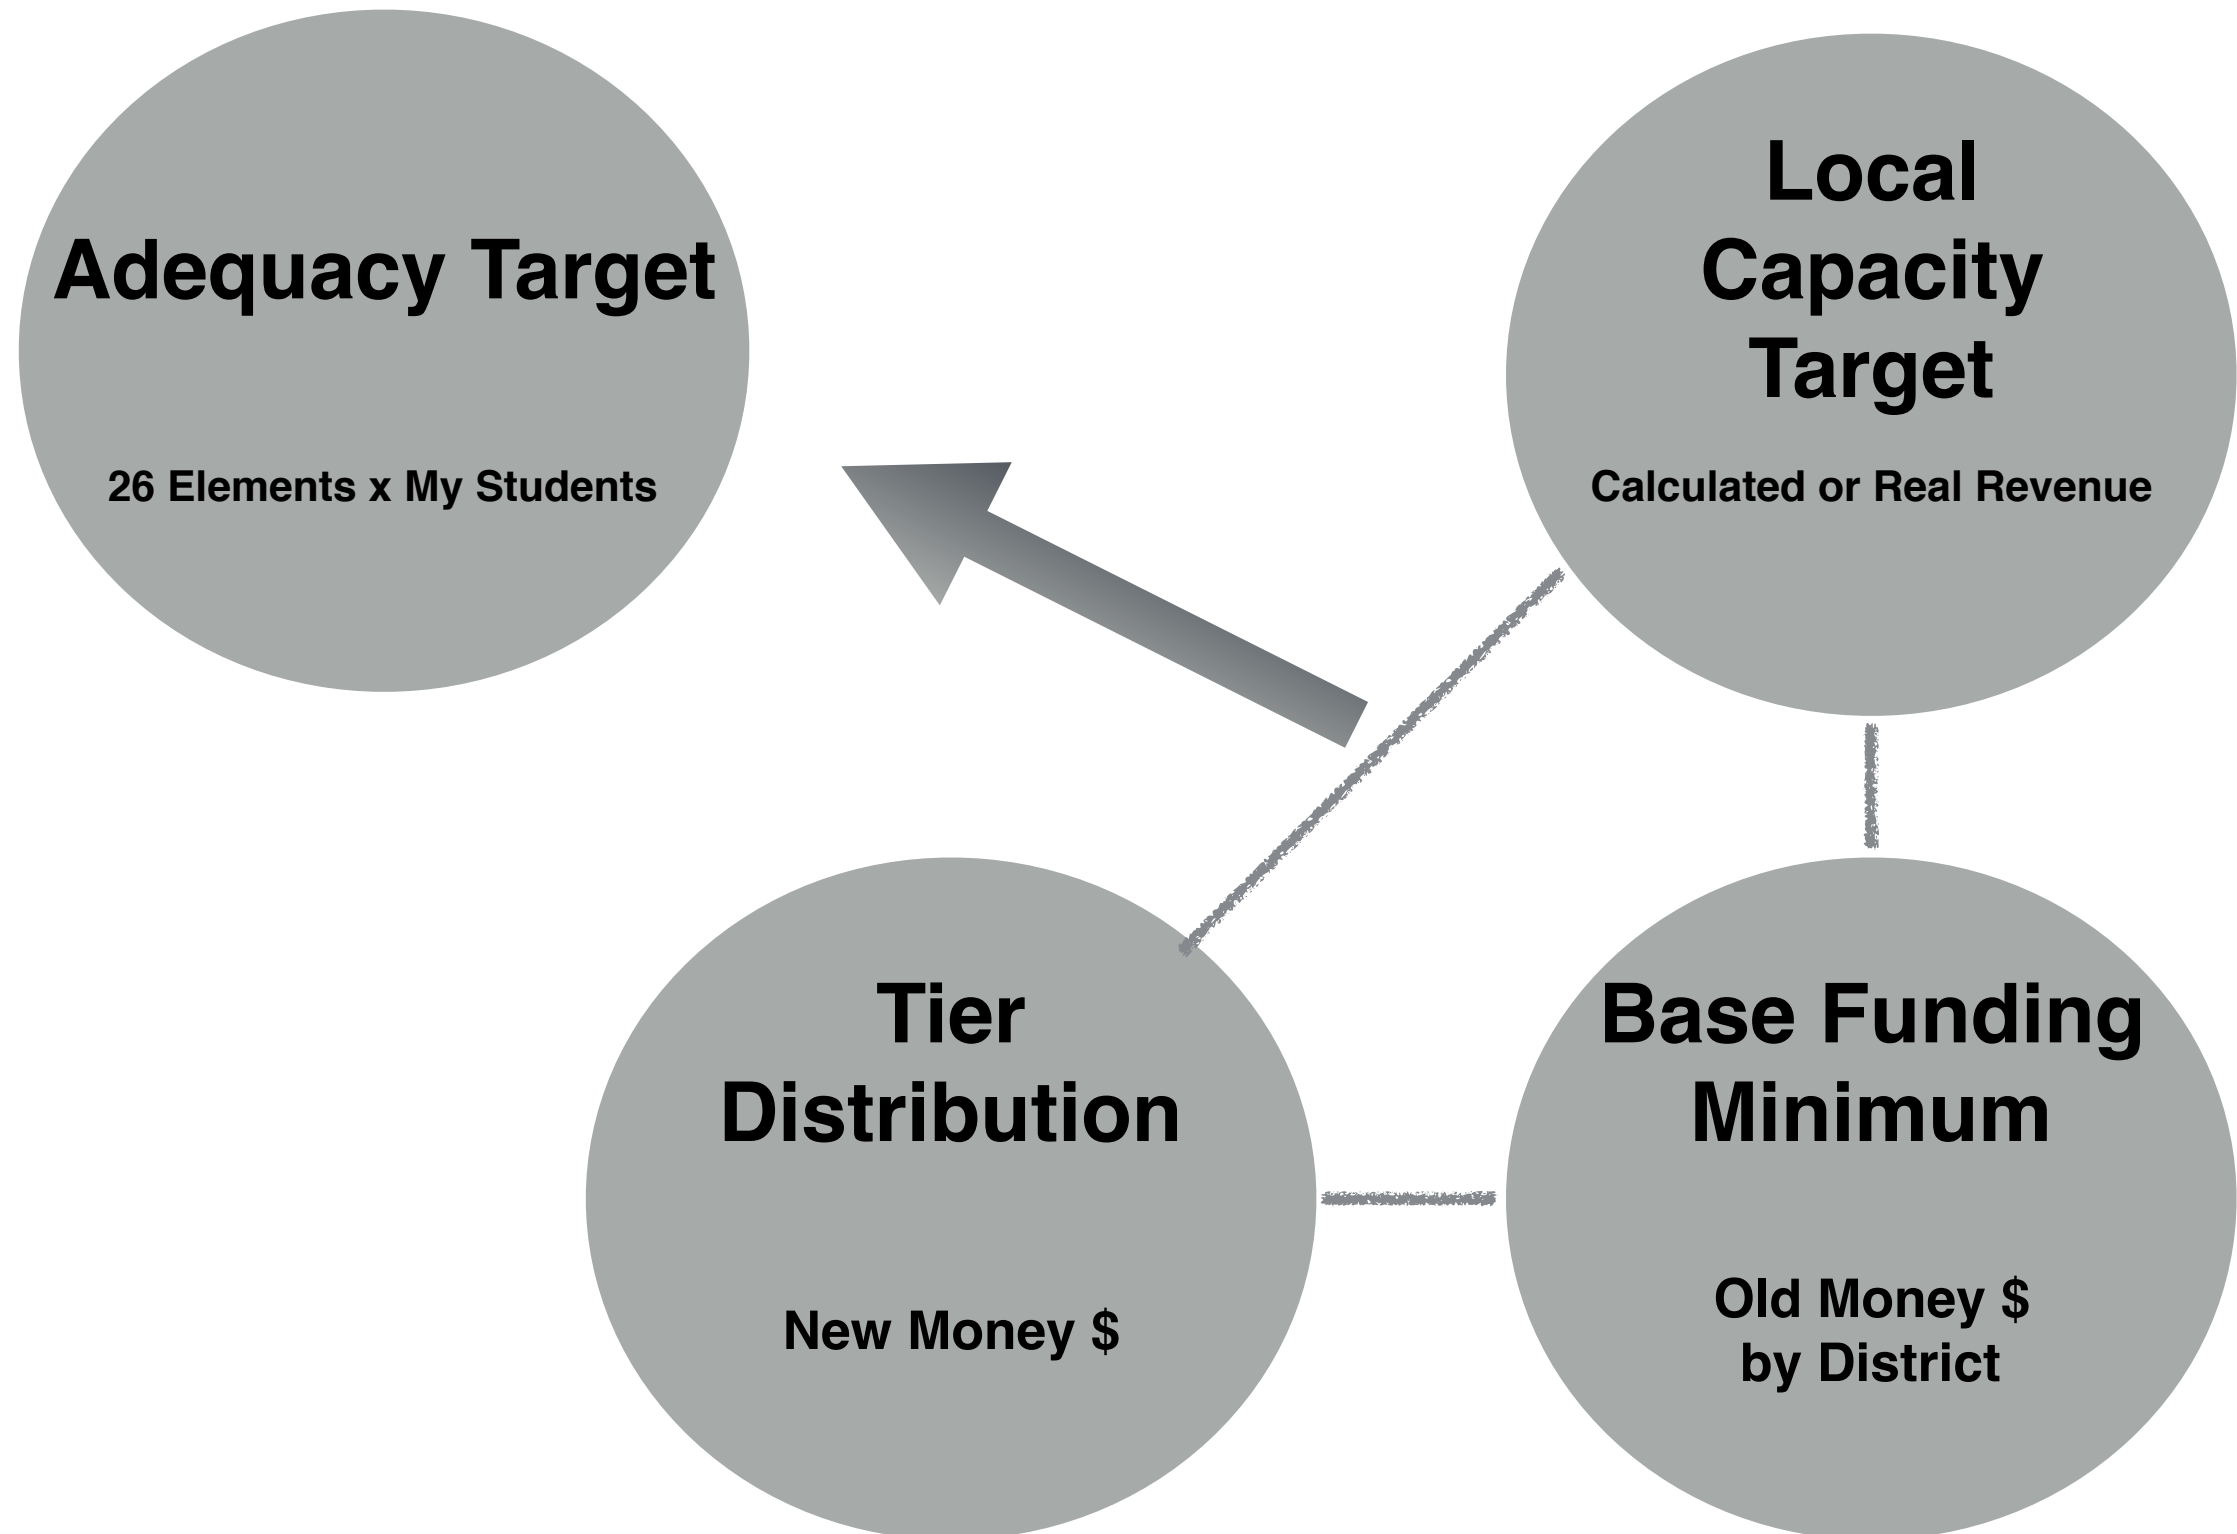 Adequacy Target
26 Elements x My Students
Local
Capacity
Target
Calculated or Real Revenue
Tier
Distribution
New Money $
Base Funding
Minimum
Old Money $
by District